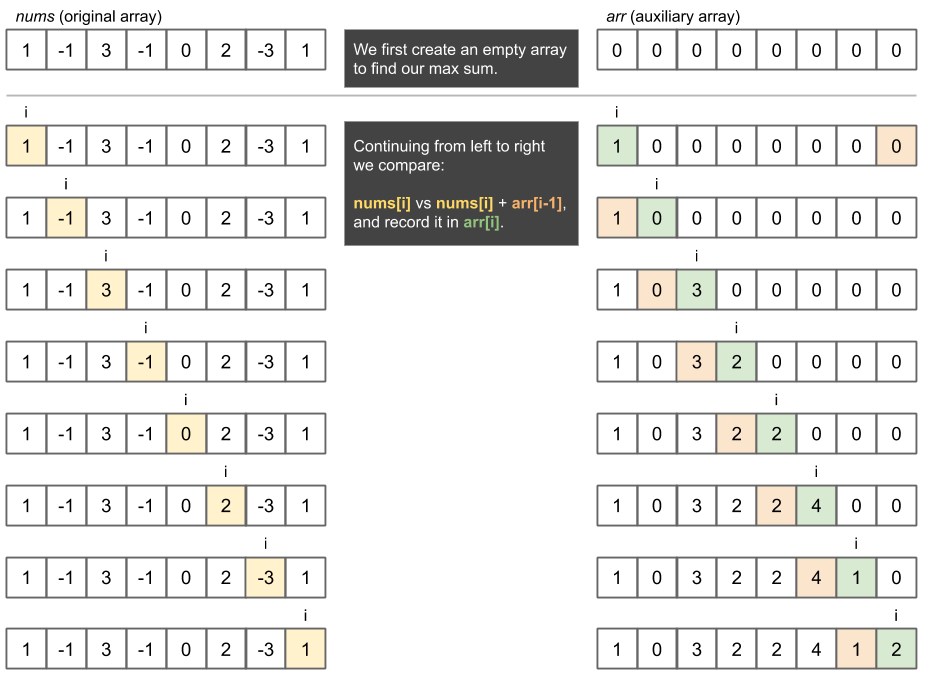 nums (original array)
arr (auxiliary array)
1 -1 3 -1 0 2 -3 1
We first create an empty array
to find our max sum.
0 0 0 0 0 0 0 0
i
i
1 -1 3 -1 0 2 -3 1
Continuing from left to right
we compare:
nums[i] vs nums[i] + arr[i-1],
and record it in arr[i].
1 0 0 0 0 0 0 0
i
i
1 -1 3 -1 0 2 -3 1
1 0 0 0 0 0 0 0
i
i
1 -1 3 -1 0 2 -3 1
1 0 3 0 0 0 0 0
i
i
1 -1 3 -1 0 2 -3 1
1 0 3 2 0 0 0 0
i
i
1 -1 3 -1 0 2 -3 1
1 0 3 2 2 0 0 0
i
i
1 -1 3 -1 0 2 -3 1
1 0 3 2 2 4 0 0
i
i
1 -1 3 -1 0 2 -3 1
1 0 3 2 2 4 1 0
i
i
1 -1 3 -1 0 2 -3 1
1 0 3 2 2 4 1 2